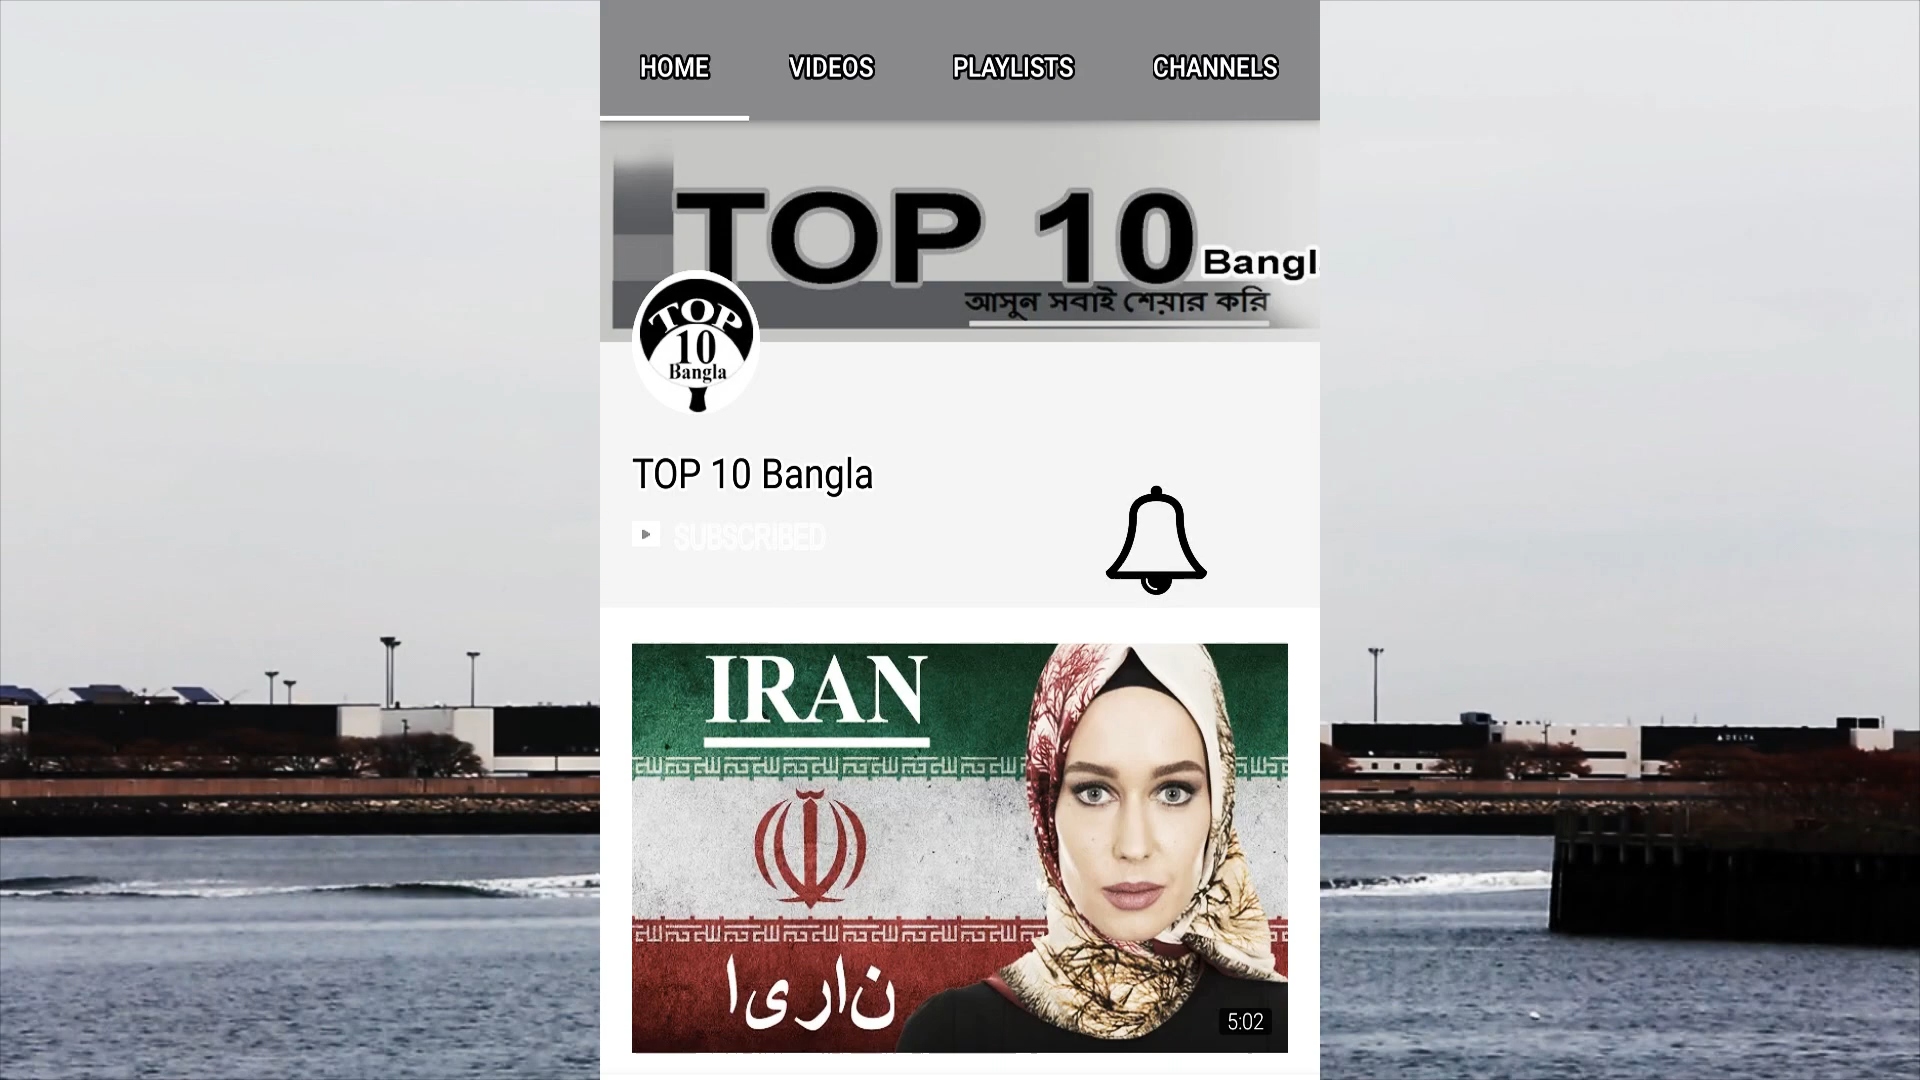 HOME VIDEOS PLAYLISTS CHANNELS
TOP 10
Bangl
আসুন সবাই শেয়ার করি
TOP
10
Bangla
TOP 10 Bangla
SUBSCRIBED
IRAN
ایران
5:02
DELTA